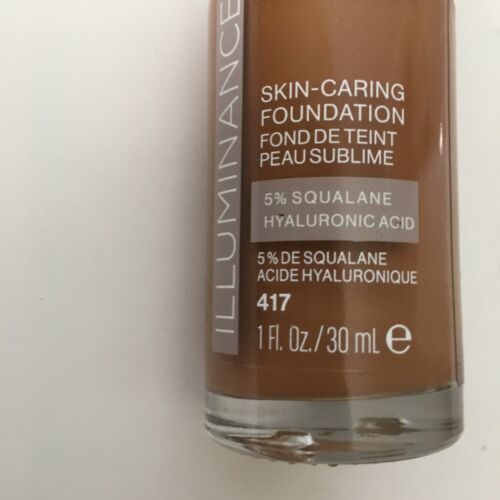 ILLUMINANCE
SKIN-CARING
FOUNDATION
FOND DE TEINT
PEAU SUBLIME
5% SQUALANE
HYALURONIC ACID
5% DE SQUALANE
ACIDE HYALURONIQUE
417
1 Fl. Oz./30 mL e